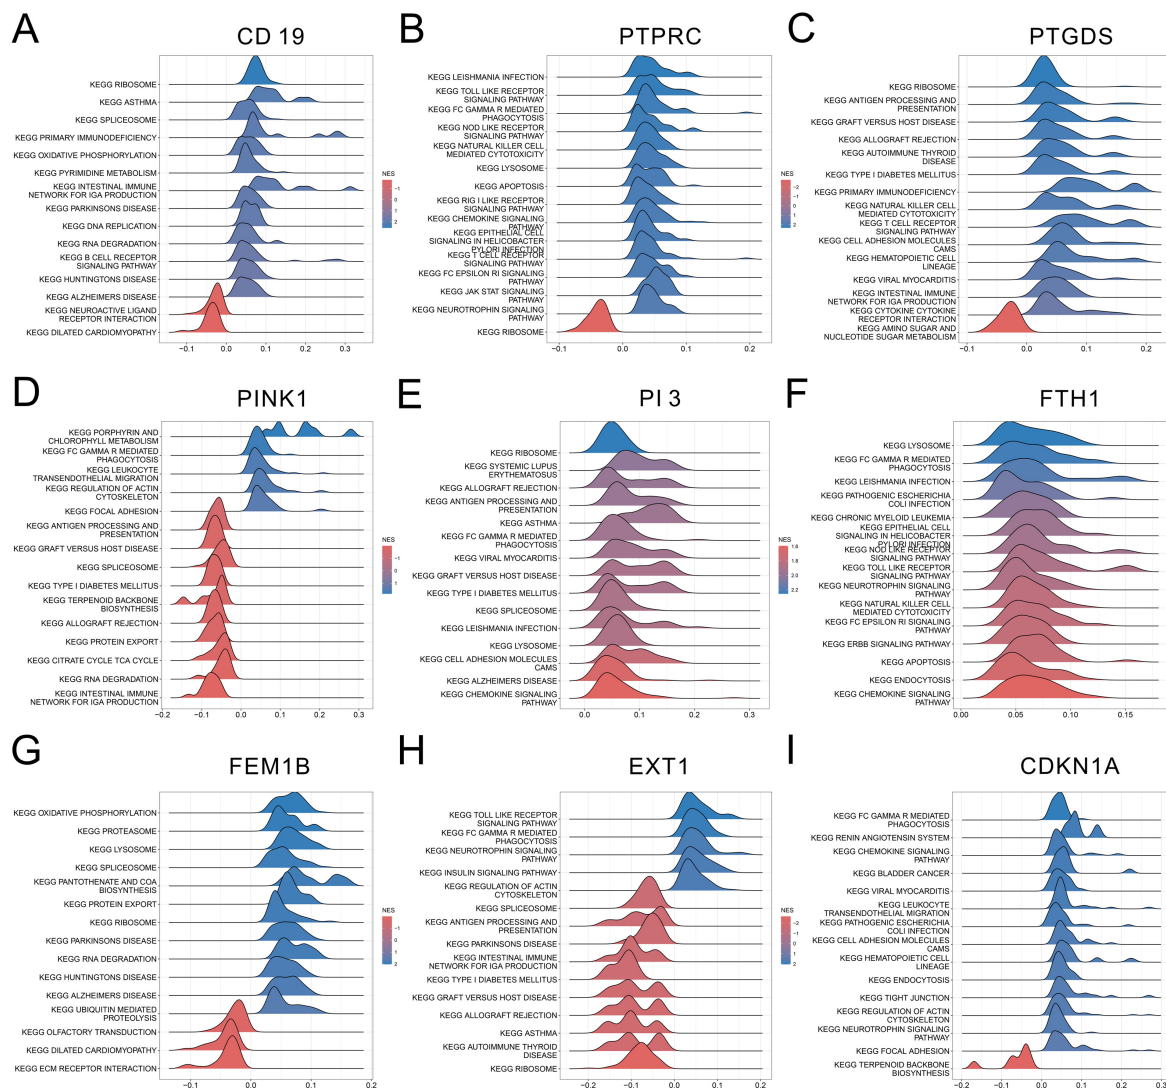 A
CD 19
KEGG RIBOSOME
KEGG ASTHMA
KEGG SPLICEOSOME
KEGG PRIMARY IMMUNODEFICIENCY
KEGG OXIDATIVE PHOSPHORYLATION
KEGG PYRIMIDINE METABOLISM
KEGG INTESTINAL IMMUNE
NETWORK FOR IGA PRODUCTION
KEGG PARKINSONS DISEASE
KEGG DNA REPLICATION
KEGG RNA DEGRADATION
KEGG B CELL RECEPTOR
SIGNALING PATHWAY
KEGG HUNTINGTONS DISEASE
KEGG ALZHEIMERS DISEASE
KEGG NEUROACTIVE LIGAND
RECEPTOR INTERACTION
KEGG DILATED CARDIOMYOPATHY
−0.1 0.0 0.1 0.2 0.3
NES
−1
0
1
B
PTPRC
KEGG LEISHMANIA INFECTION
KEGG TOLL LIKE RECEPTOR
SIGNALING PATHWAY
KEGG FC GAMMA R MEDIATED
PHAGOCYTOSIS
KEGG NOD LIKE RECEPTOR
SIGNALING PATHWAY
KEGG NATURAL KILLER CELL
MEDIATED CYTOTOXICITY
KEGG LYSOSOME
KEGG APOPTOSIS
KEGG RIG I LIKE RECEPTOR
SIGNALING PATHWAY
KEGG CHEMOKINE SIGNALING
PATHWAY
KEGG EPITHELIAL CELL
SIGNALING IN HELICOBACTER
PYLORI INFECTION
KEGG T CELL RECEPTOR
SIGNALING PATHWAY
KEGG FC EPSILON RI SIGNALING
PATHWAY
KEGG JAK STAT SIGNALING
PATHWAY
KEGG NEUROTROPHIN SIGNALING
PATHWAY
KEGG RIBOSOME
−0.1 0.0 0.1 0.2
NES
−2
−1
0
1
2
C
PTGDS
KEGG RIBOSOME
KEGG ANTIGEN PROCESSING AND
PRESENTATION
KEGG GRAFT VERSUS HOST DISEASE
KEGG ALLOGRAFT REJECTION
KEGG AUTOIMMUNE THYROID
DISEASE
KEGG TYPE I DIABETES MELLITUS
KEGG PRIMARY IMMUNODEFICIENCY
KEGG NATURAL KILLER CELL
MEDIATED CYTOTOXICITY
KEGG T CELL RECEPTOR
SIGNALING PATHWAY
KEGG CELL ADHESION MOLECULES
CAMS
KEGG HEMATOPOIETIC CELL
LINEAGE
KEGG VIRAL MYOCARDITIS
KEGG INTESTINAL IMMUNE
NETWORK FOR IGA PRODUCTION
KEGG CYTOKINE CYTOKINE
RECEPTOR INTERACTION
KEGG AMINO SUGAR AND
NUCLEOTIDE SUGAR METABOLISM
−0.1 0.0 0.1 0.2
D
PINK1
KEGG PORPHYRIN AND
CHLOROPHYLL METABOLISM
KEGG FC GAMMA R MEDIATED
PHAGOCYTOSIS
KEGG LEUKOCYTE
TRANSENDOTHELIAL MIGRATION
KEGG REGULATION OF ACTIN
CYTOSKELETON
KEGG FOCAL ADHESION
KEGG ANTIGEN PROCESSING AND
PRESENTATION
KEGG GRAFT VERSUS HOST DISEASE
KEGG SPLICEOSOME
KEGG TYPE I DIABETES MELLITUS
KEGG TERPENOID BACKBONE
BIOSYNTHESIS
KEGG ALLOGRAFT REJECTION
KEGG PROTEIN EXPORT
KEGG CITRATE CYCLE TCA CYCLE
KEGG RNA DEGRADATION
KEGG INTESTINAL IMMUNE
NETWORK FOR IGA PRODUCTION
−0.2 −0.1 0.0 0.1 0.2 0.3
NES
−1
0
1
E
PI 3
KEGG RIBOSOME
KEGG SYSTEMIC LUPUS
ERYTHEMATOSUS
KEGG ALLOGRAFT REJECTION
KEGG ANTIGEN PROCESSING AND
PRESENTATION
KEGG ASTHMA
KEGG FC GAMMA R MEDIATED
PHAGOCYTOSIS
KEGG VIRAL MYOCARDITIS
KEGG GRAFT VERSUS HOST DISEASE
KEGG TYPE I DIABETES MELLITUS
KEGG SPLICEOSOME
KEGG LEISHMANIA INFECTION
KEGG LYSOSOME
KEGG CELL ADHESION MOLECULES
CAMS
KEGG ALZHEIMERS DISEASE
KEGG CHEMOKINE SIGNALING
PATHWAY
0.0 0.1 0.2 0.3
NES
1.8
2.0
2.2
F
FTH1
KEGG LYSOSOME
KEGG FC GAMMA R MEDIATED
PHAGOCYTOSIS
KEGG LEISHMANIA INFECTION
KEGG PATHOGENIC ESCHERICHIA
COLI INFECTION
KEGG CHRONIC MYELOID LEUKEMIA
KEGG EPITHELIAL CELL
SIGNALING IN HELICOBACTER
PYLORI INFECTION
KEGG NOD LIKE RECEPTOR
SIGNALING PATHWAY
KEGG TOLL LIKE RECEPTOR
SIGNALING PATHWAY
KEGG NEUROTROPHIN SIGNALING
PATHWAY
KEGG NATURAL KILLER CELL
MEDIATED CYTOTOXICITY
KEGG FC EPSILON RI SIGNALING
PATHWAY
KEGG ERBB SIGNALING PATHWAY
KEGG APOPTOSIS
KEGG ENDOCYTOSIS
KEGG CHEMOKINE SIGNALING
PATHWAY
0.00 0.05 0.10 0.15
G
FEM1B
KEGG OXIDATIVE PHOSPHORYLATION
KEGG PROTEASOME
KEGG LYSOSOME
KEGG SPLICEOSOME
KEGG PANTOTHENATE AND COA
BIOSYNTHESIS
KEGG PROTEIN EXPORT
KEGG RIBOSOME
KEGG PARKINSONS DISEASE
KEGG RNA DEGRADATION
KEGG HUNTINGTONS DISEASE
KEGG ALZHEIMERS DISEASE
KEGG UBIQUITIN MEDIATED
PROTEOLYSIS
KEGG OLFACTORY TRANSDUCTION
KEGG DILATED CARDIOMYOPATHY
KEGG ECM RECEPTOR INTERACTION
−0.2 −0.1 0.0 0.1 0.2
NES
−1
0
1
2
H
EXT1
KEGG TOLL LIKE RECEPTOR
SIGNALING PATHWAY
KEGG FC GAMMA R MEDIATED
PHAGOCYTOSIS
KEGG NEUROTROPHIN SIGNALING
PATHWAY
KEGG INSULIN SIGNALING PATHWAY
KEGG REGULATION OF ACTIN
CYTOSKELETON
KEGG SPLICEOSOME
KEGG ANTIGEN PROCESSING AND
PRESENTATION
KEGG PARKINSONS DISEASE
KEGG INTESTINAL IMMUNE
NETWORK FOR IGA PRODUCTION
KEGG TYPE I DIABETES MELLITUS
KEGG GRAFT VERSUS HOST DISEASE
KEGG ALLOGRAFT REJECTION
KEGG ASTHMA
KEGG AUTOIMMUNE THYROID
DISEASE
KEGG RIBOSOME
−0.2 −0.1 0.0 0.1 0.2
NES
−2
−1
0
1
2
I
CDKN1A
KEGG FC GAMMA R MEDIATED
PHAGOCYTOSIS
KEGG RENIN ANGIOTENSIN SYSTEM
KEGG CHEMOKINE SIGNALING
PATHWAY
KEGG BLADDER CANCER
KEGG VIRAL MYOCARDITIS
KEGG LEUKOCYTE
TRANSENDOTHELIAL MIGRATION
KEGG PATHOGENIC ESCHERICHIA
COLI INFECTION
KEGG CELL ADHESION MOLECULES
CAMS
KEGG HEMATOPOIETIC CELL
LINEAGE
KEGG ENDOCYTOSIS
KEGG TIGHT JUNCTION
KEGG REGULATION OF ACTIN
CYTOSKELETON
KEGG NEUROTROPHIN SIGNALING
PATHWAY
KEGG FOCAL ADHESION
KEGG TERPENOID BACKBONE
BIOSYNTHESIS
−0.2 −0.1 0.0 0.1 0.2 0.3